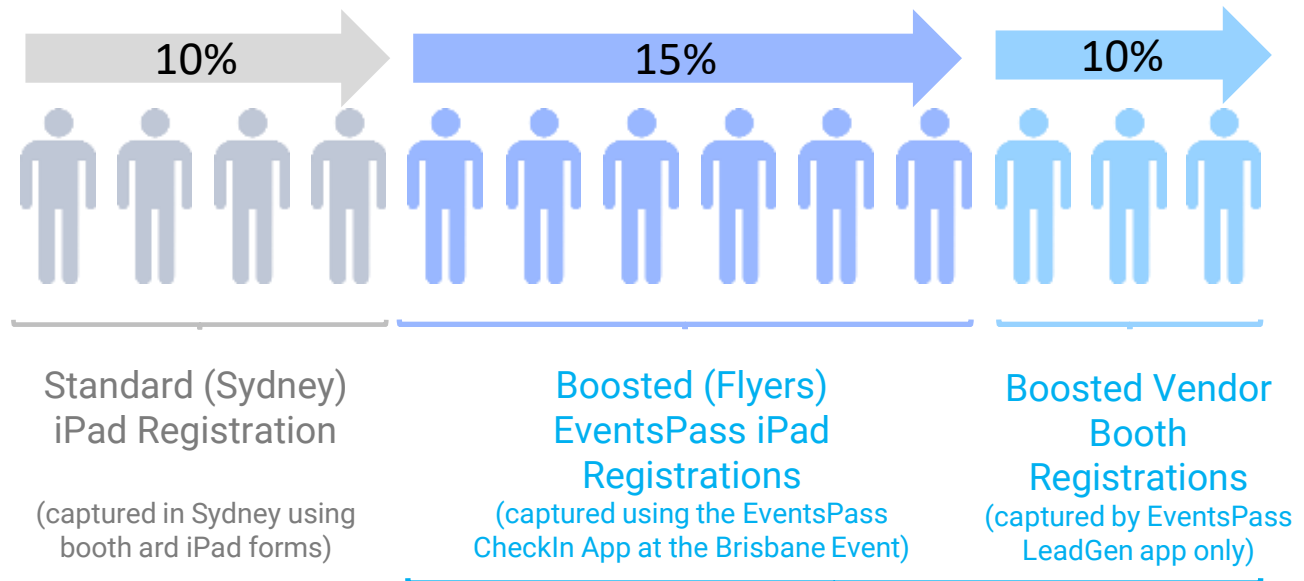 10%
15%
10%
Standard (Sydney)
iPad Registration
(captured in Sydney using
booth ard iPad forms)
Boosted (Flyers)
EventsPass iPad
Registrations
(captured using the EventsPass
CheckIn App at the Brisbane Event)
Boosted Vendor
Booth
Registrations
(captured by EventsPass
LeadGen app only)